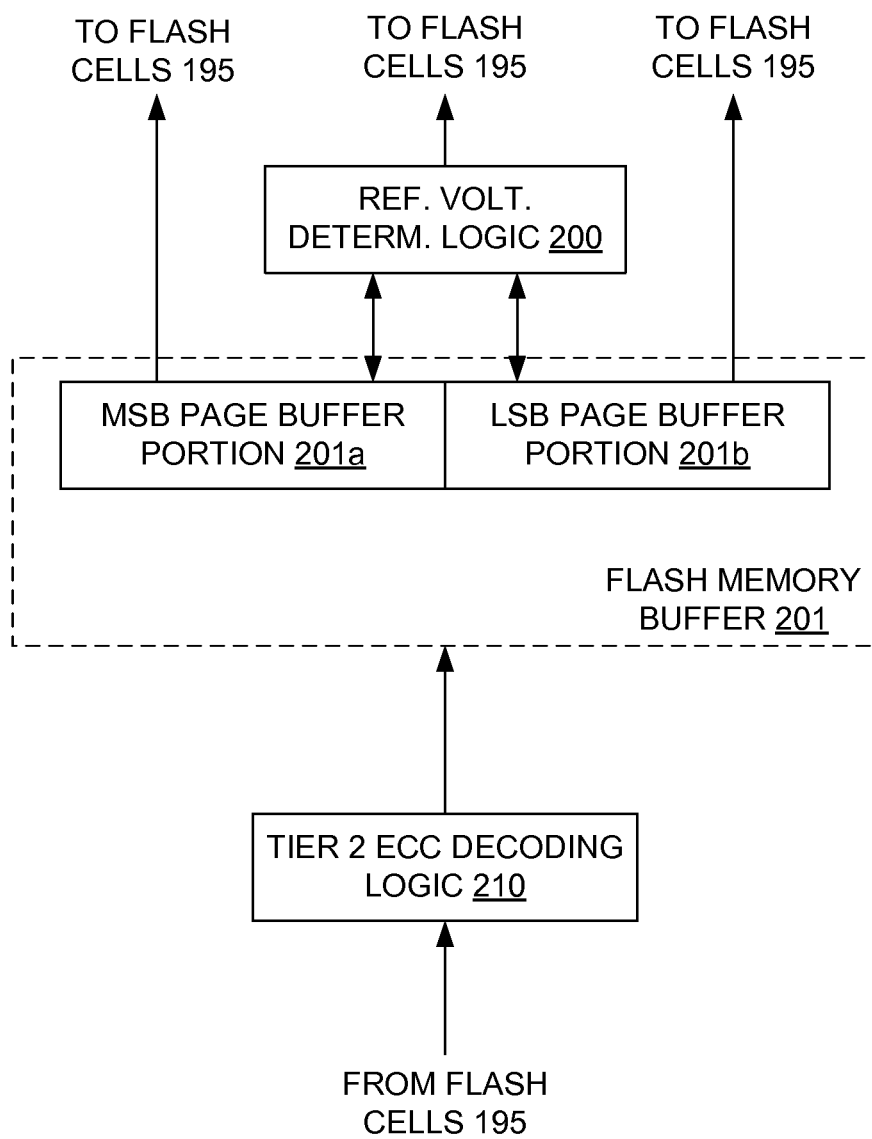 TO FLASH
CELLS 195
TO FLASH
CELLS 195
TO FLASH
CELLS 195
REF. VOLT.
DETERM. LOGIC 200
MSB PAGE BUFFER
PORTION 201a
LSB PAGE BUFFER
PORTION 201b
FLASH MEMORY
BUFFER 201
TIER 2 ECC DECODING
LOGIC 210
FROM FLASH
CELLS 195